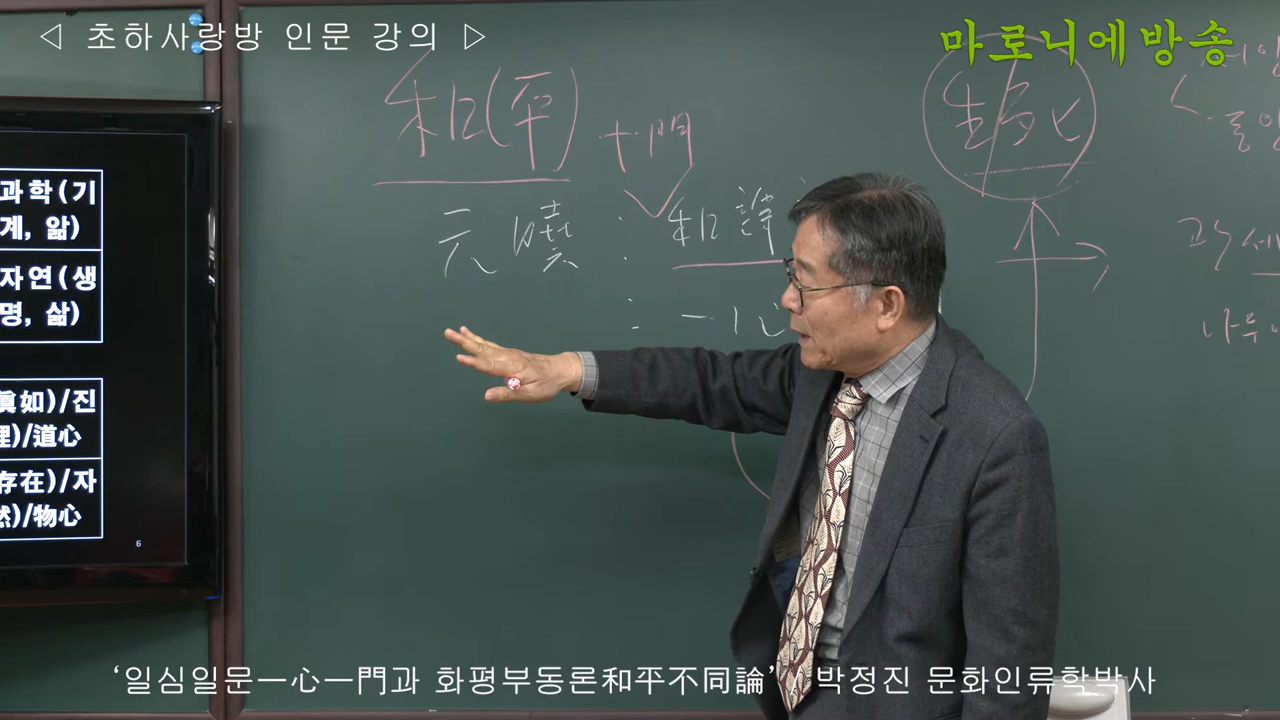 ◁ 초하사랑방 인문 강의 ▷
마로니에방송
과학(기
계, 앎)
자연(생
명, 삶)
眞如)/진
理)/道心
存在)/자
然)/物心
6
和(平)
十門
元曉 : 和諍
: 一心
生死
‘일심일문一心一門과 화평부동론和平不同論’ 박정진 문화인류학박사